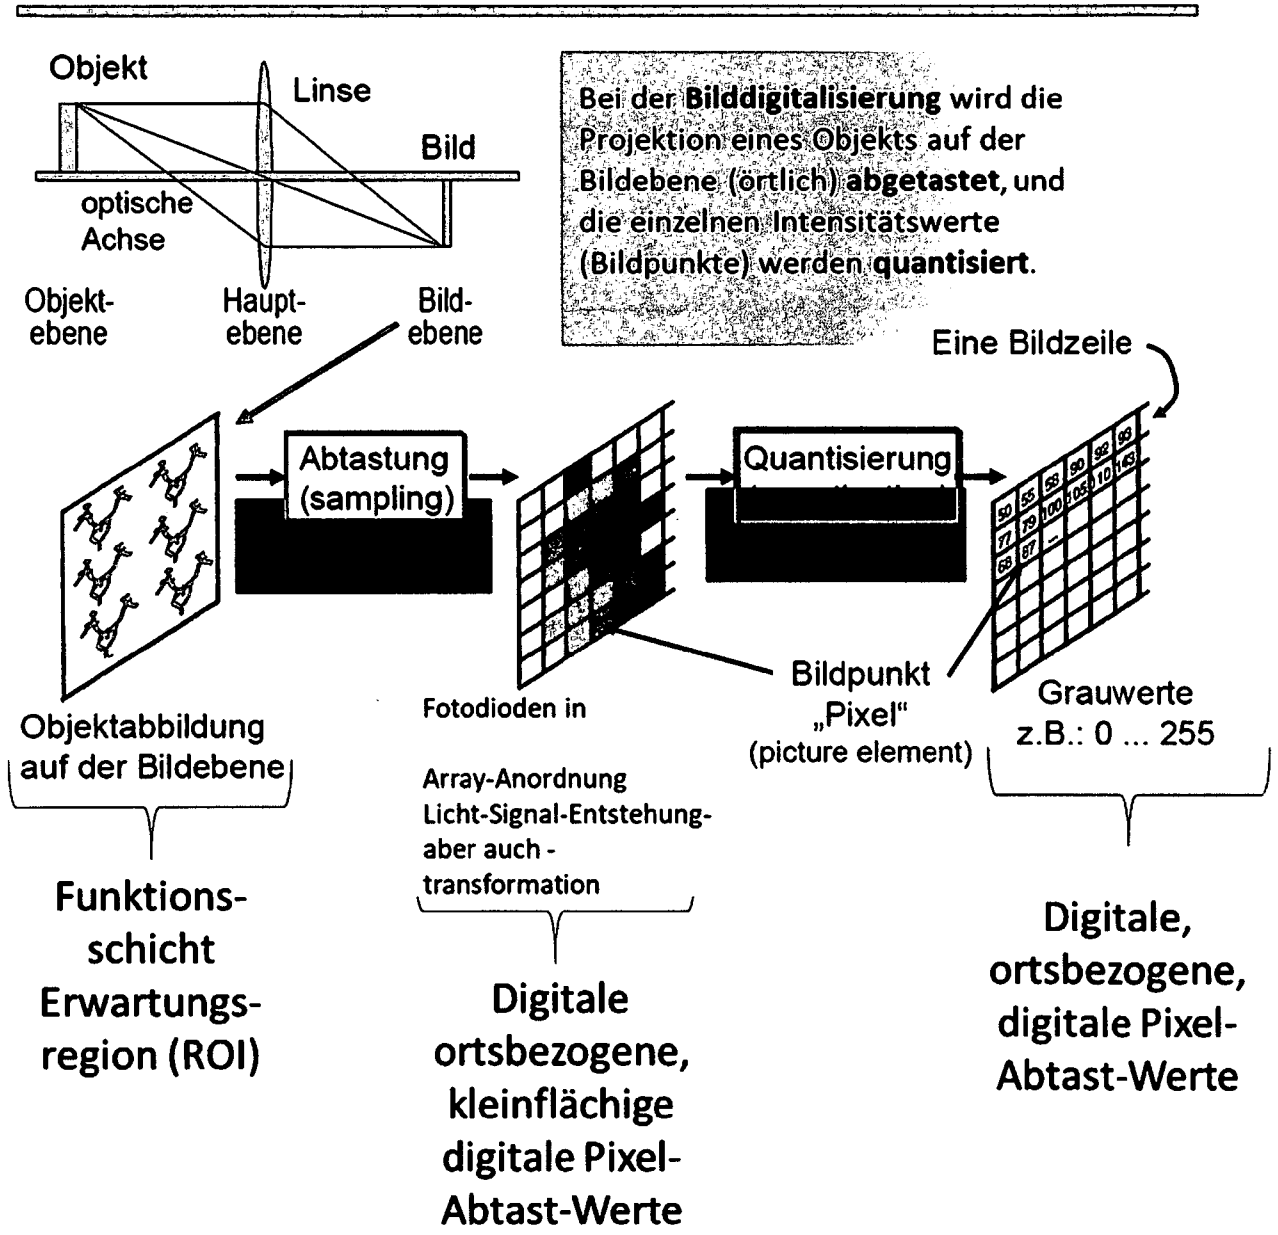 Objekt
Linse
Bild
optische
Achse
Objekt-
ebene
Haupt-
ebene
Bild-
ebene
Bei der Bilddigitalisierung wird die
Projektion eines Objekts auf der
Bildebene (örtlich) abgetastet, und
die einzelnen Intensitätswerte
(Bildpunkte) werden quantisiert.
Eine Bildzeile
Abtastung
(sampling)
Quantisierung
50 55 58 90 92 93
77 79 100 105 110 143
68 87 ...
Objektabbildung
auf der Bildebene
Fotodioden in
Array-Anordnung
Licht-Signal-Entstehung-
aber auch -
transformation
Bildpunkt
„Pixel“
(picture element)
Grauwerte
z.B.: 0 ... 255
Funktions-
schicht
Erwartungs-
region (ROI)
Digitale
ortsbezogene,
kleinflächige
digitale Pixel-
Abtast-Werte
Digitale,
ortsbezogene,
digitale Pixel-
Abtast-Werte